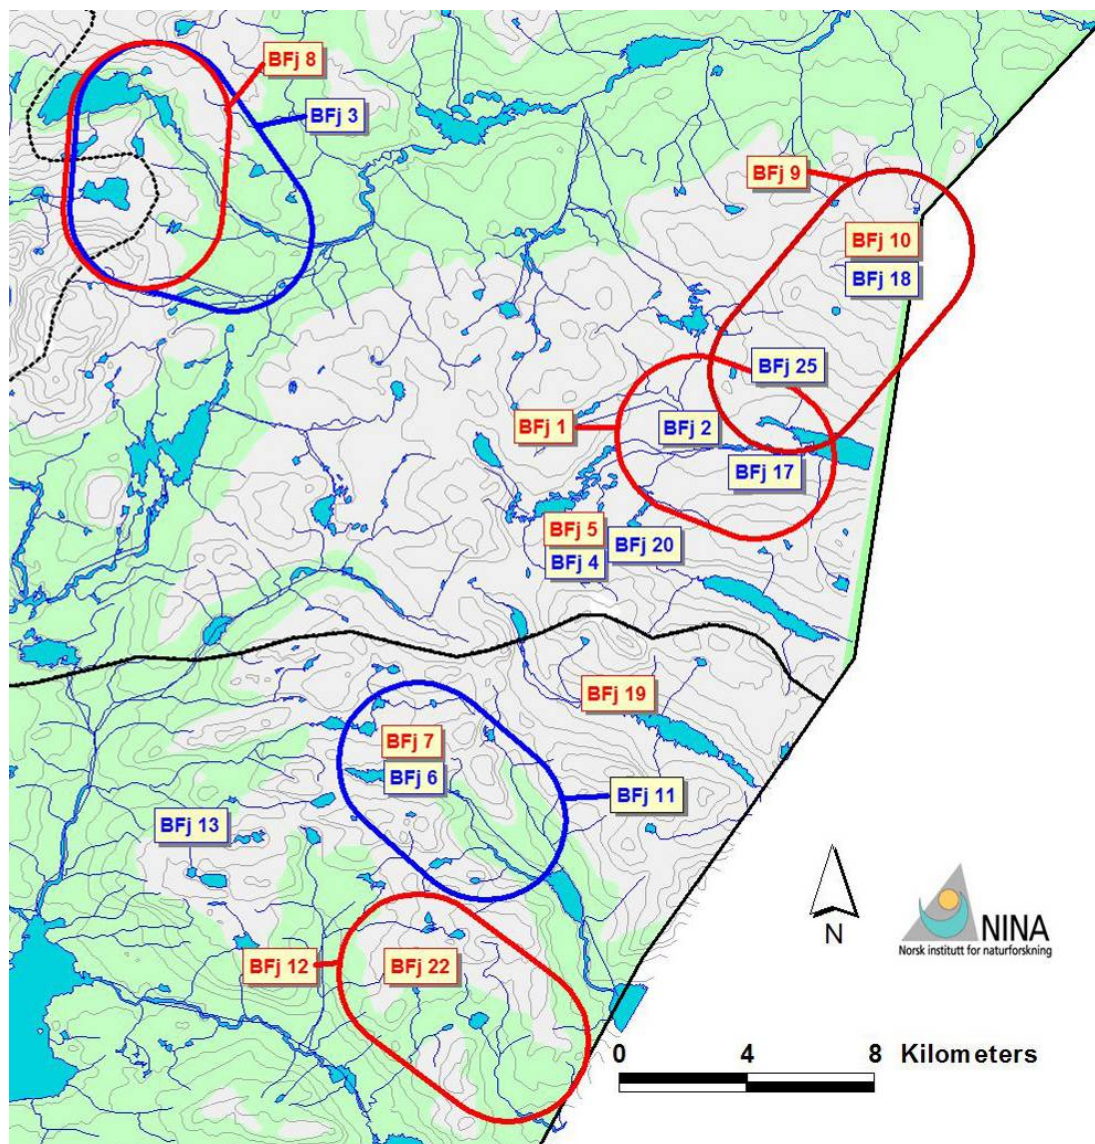 BFj 8
BFj 3
BFj 9
BFj 10
BFj 18
BFj 25
BFj 1
BFj 2
BFj 17
BFj 5
BFj 20
BFj 4
BFj 19
BFj 7
BFj 6
BFj 11
BFj 13
N
NINA
Norsk institutt for naturforskning
BFj 12
BFj 22
0 4 8 Kilometers